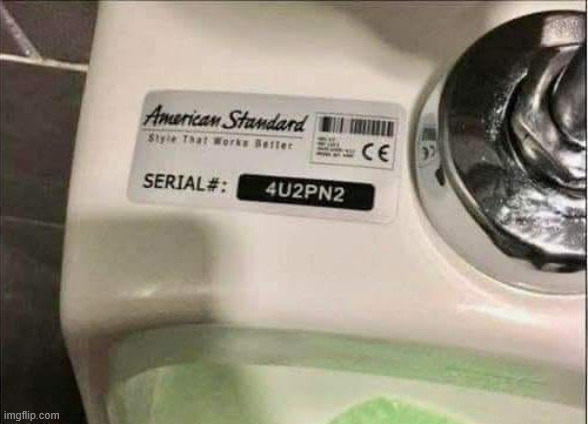 American Standard
Style That Works Better
CE
SERIAL#: 4U2PN2
imgflip.com